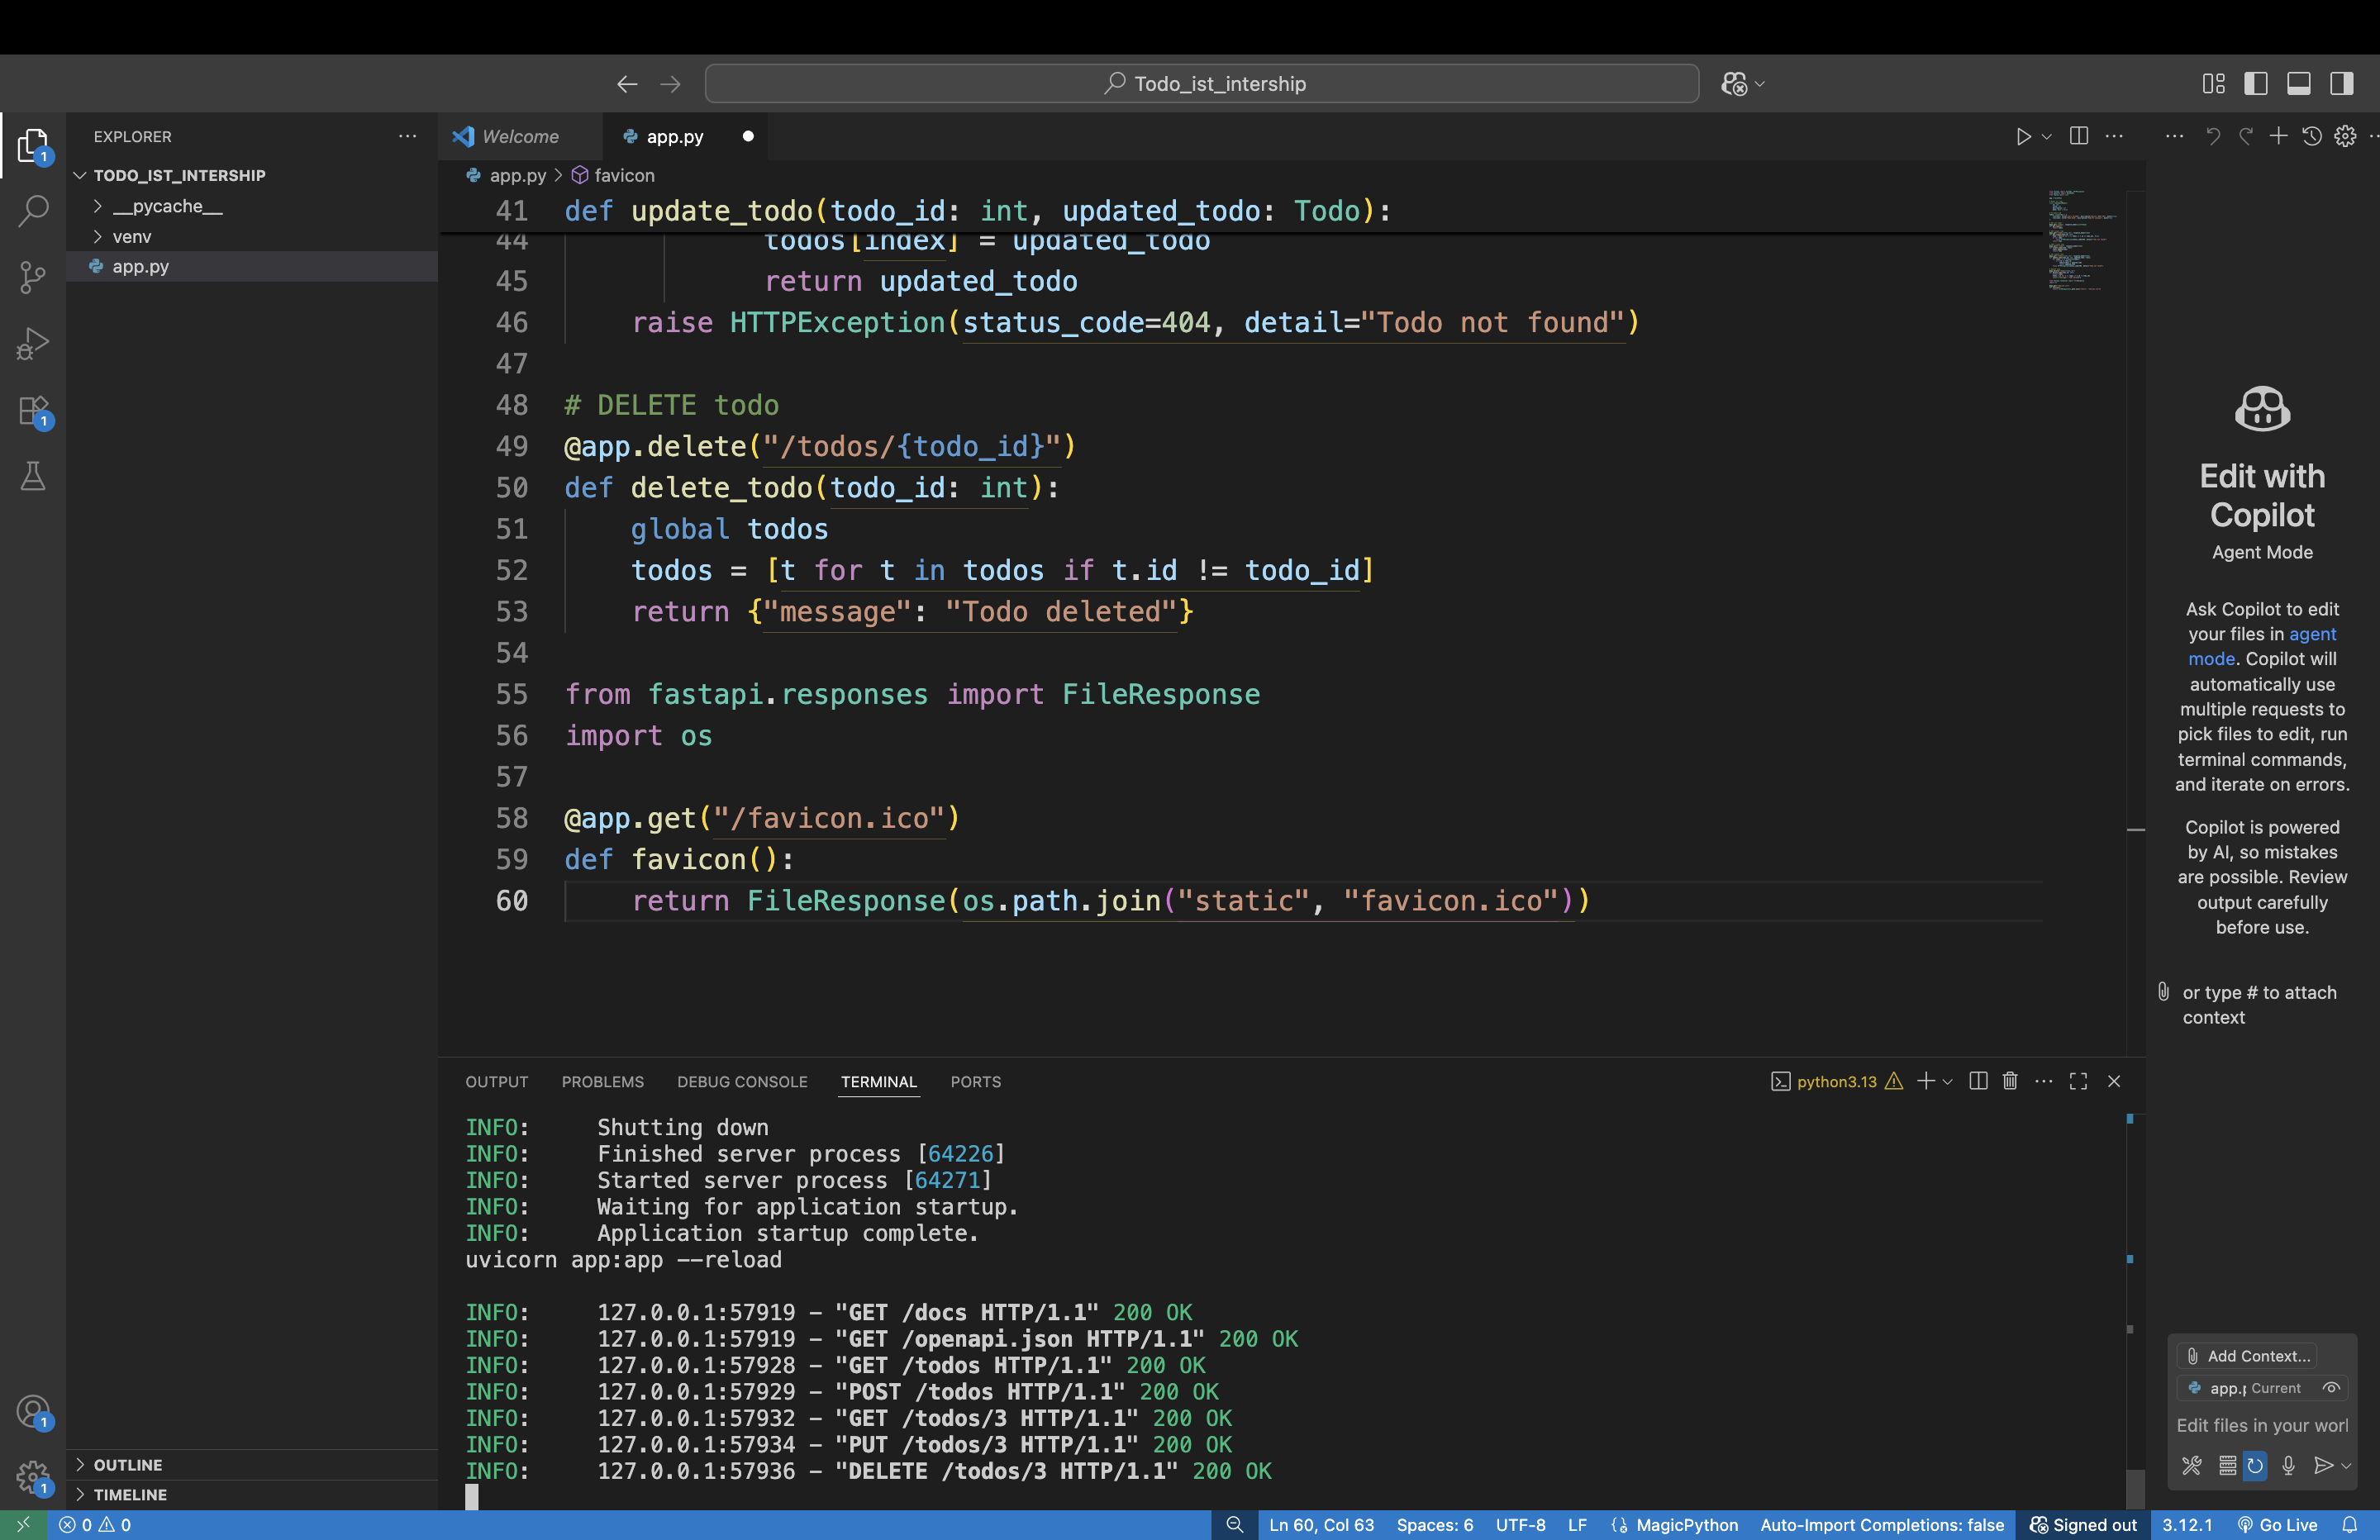 Todo_ist_intership
EXPLORER
TODO_IST_INTERSHIP
__pycache__
venv
app.py
OUTLINE
TIMELINE
Welcome
app.py
app.py > favicon
41 def update_todo(todo_id: int, updated_todo: Todo):
44 todos[index] = updated_todo
45 return updated_todo
46 raise HTTPException(status_code=404, detail="Todo not found")
47
48 # DELETE todo
49 @app.delete("/todos/{todo_id}")
50 def delete_todo(todo_id: int):
51 global todos
52 todos = [t for t in todos if t.id != todo_id]
53 return {"message": "Todo deleted"}
54
55 from fastapi.responses import FileResponse
56 import os
57
58 @app.get("/favicon.ico")
59 def favicon():
60 return FileResponse(os.path.join("static", "favicon.ico"))
OUTPUT PROBLEMS DEBUG CONSOLE TERMINAL PORTS
python3.13
INFO: Shutting down
INFO: Finished server process [64226]
INFO: Started server process [64271]
INFO: Waiting for application startup.
INFO: Application startup complete.
uvicorn app:app --reload
INFO: 127.0.0.1:57919 - "GET /docs HTTP/1.1" 200 OK
INFO: 127.0.0.1:57919 - "GET /openapi.json HTTP/1.1" 200 OK
INFO: 127.0.0.1:57928 - "GET /todos HTTP/1.1" 200 OK
INFO: 127.0.0.1:57929 - "POST /todos HTTP/1.1" 200 OK
INFO: 127.0.0.1:57932 - "GET /todos/3 HTTP/1.1" 200 OK
INFO: 127.0.0.1:57934 - "PUT /todos/3 HTTP/1.1" 200 OK
INFO: 127.0.0.1:57936 - "DELETE /todos/3 HTTP/1.1" 200 OK
Edit with
Copilot
Agent Mode
Ask Copilot to edit
your files in agent
mode. Copilot will
automatically use
multiple requests to
pick files to edit, run
terminal commands,
and iterate on errors.
Copilot is powered
by AI, so mistakes
are possible. Review
output carefully
before use.
or type # to attach
context
Add Context...
app.p Current
Edit files in your worl
0 0
Ln 60, Col 63 Spaces: 6 UTF-8 LF MagicPython Auto-Import Completions: false Signed out 3.12.1 Go Live
1
1
1
1